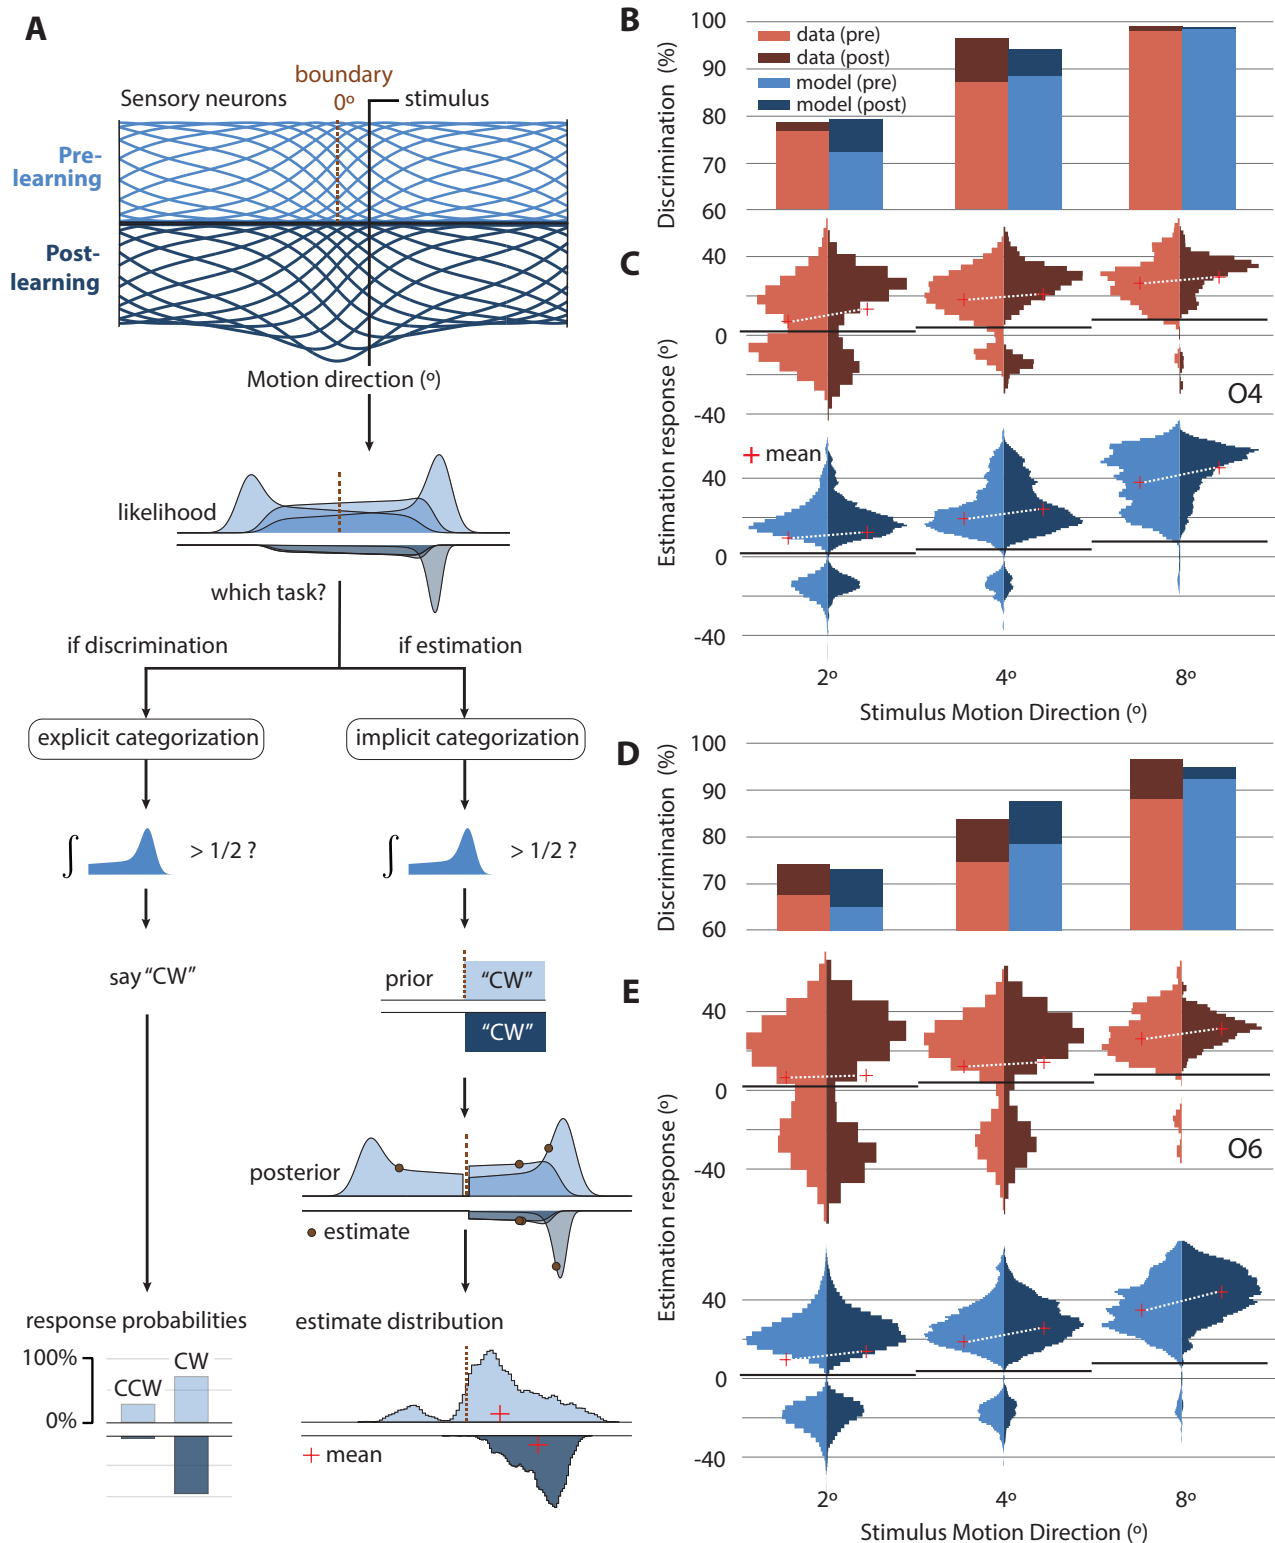 A
boundary
0º
Sensory neurons
stimulus
Pre-
learning
Post-
learning
Motion direction (º)
likelihood
which task?
if discrimination
if estimation
explicit categorization
implicit categorization
∫ > 1/2 ?
∫ > 1/2 ?
say “CW”
prior
“CW”
“CW”
posterior
estimate
response probabilities
estimate distribution
100%
0%
CCW
CW
mean
B
Discrimination (%)
100
90
80
70
60
data (pre)
data (post)
model (pre)
model (post)
C
Estimation response (º)
40
0
-40
O4
mean
40
0
-40
2º
4º
8º
Stimulus Motion Direction (º)
D
Discrimination (%)
100
90
80
70
60
E
Estimation response (º)
40
0
-40
O6
40
0
-40
2º
4º
8º
Stimulus Motion Direction (º)